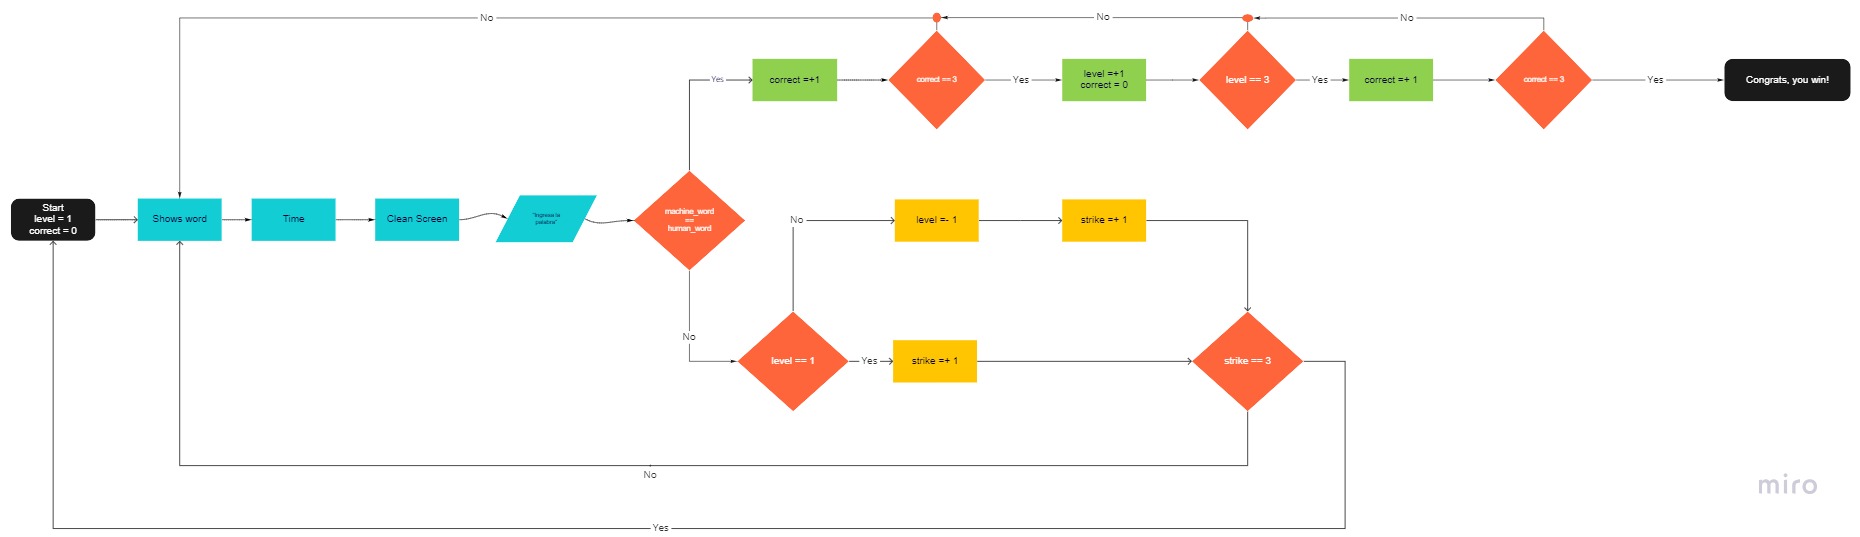 No
No
No
Yes
correct =+1
correct == 3
Yes
level =+1
correct = 0
level == 3
Yes
correct =+ 1
correct == 3
Yes
Congrats, you win!
Start
level = 1
correct = 0
Shows word
Time
Clean Screen
"Ingresa la
palabra"
machine_word
==
human_word
No
level =- 1
strike =+ 1
No
level == 1
Yes
strike =+ 1
strike == 3
No
Yes
miro